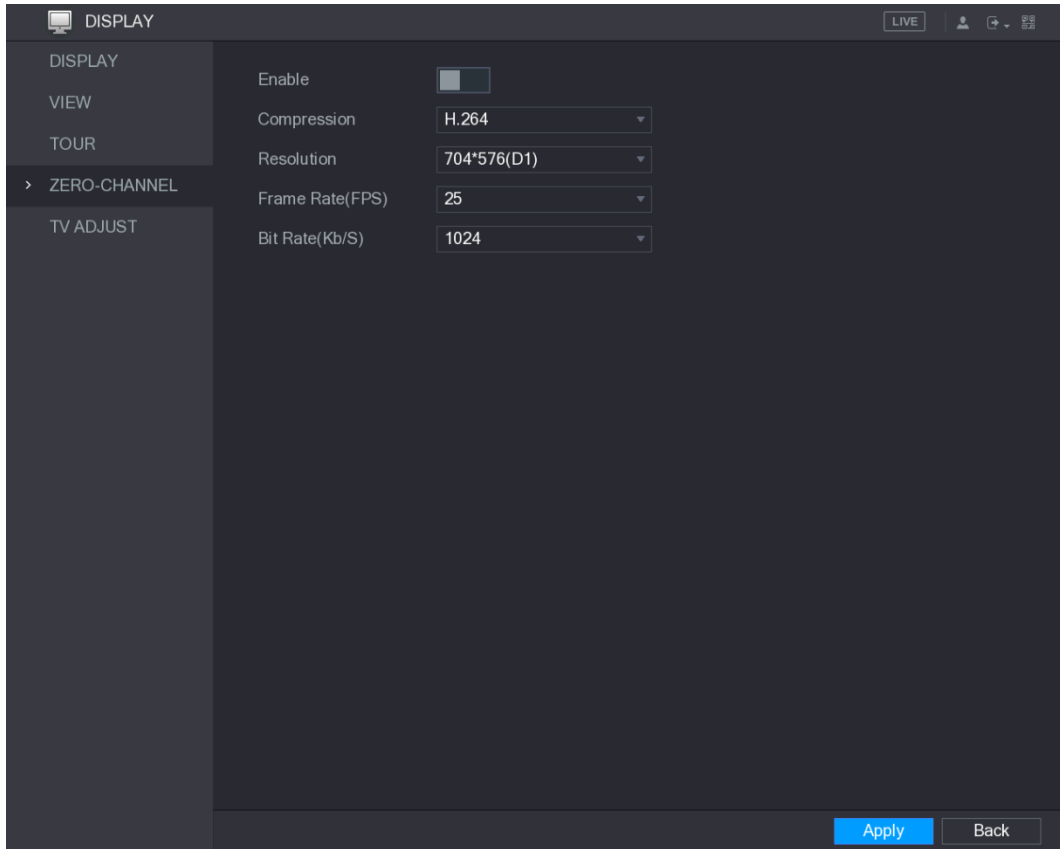 DISPLAY
LIVE
DISPLAY
VIEW
TOUR
ZERO-CHANNEL
TV ADJUST
Enable
Compression H.264
Resolution 704*576(D1)
Frame Rate(FPS) 25
Bit Rate(Kb/S) 1024
Apply Back